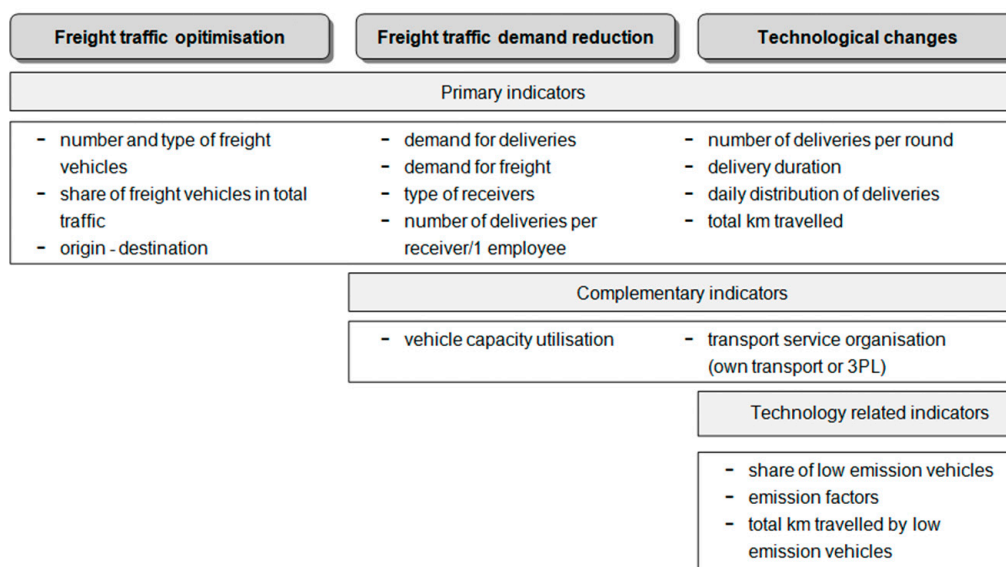 Freight traffic opitimisation
Freight traffic demand reduction
Technological changes
Primary indicators
- number and type of freight
vehicles
- share of freight vehicles in total
traffic
- origin - destination
- demand for deliveries
- demand for freight
- type of receivers
- number of deliveries per
receiver/1 employee
- number of deliveries per round
- delivery duration
- daily distribution of deliveries
- total km travelled
Complementary indicators
- vehicle capacity utilisation
- transport service organisation
(own transport or 3PL)
Technology related indicators
- share of low emission vehicles
- emission factors
- total km travelled by low
emission vehicles